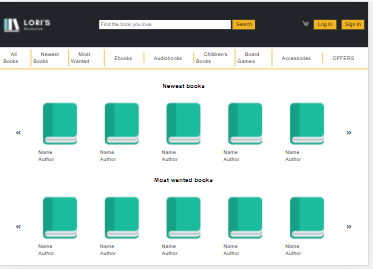 LORI'S
Find the book you love
Search
Log In
Sign in
All Books
Newest Books
Most Wanted
Ebooks
Audiobooks
Children's Books
Board Games
Accessories
OFFERS
Newest books
« »
Name Name Name Name Name
Author Author Author Author Author
Most wanted books
« »
Name Name Name Name Name
Author Author Author Author Author